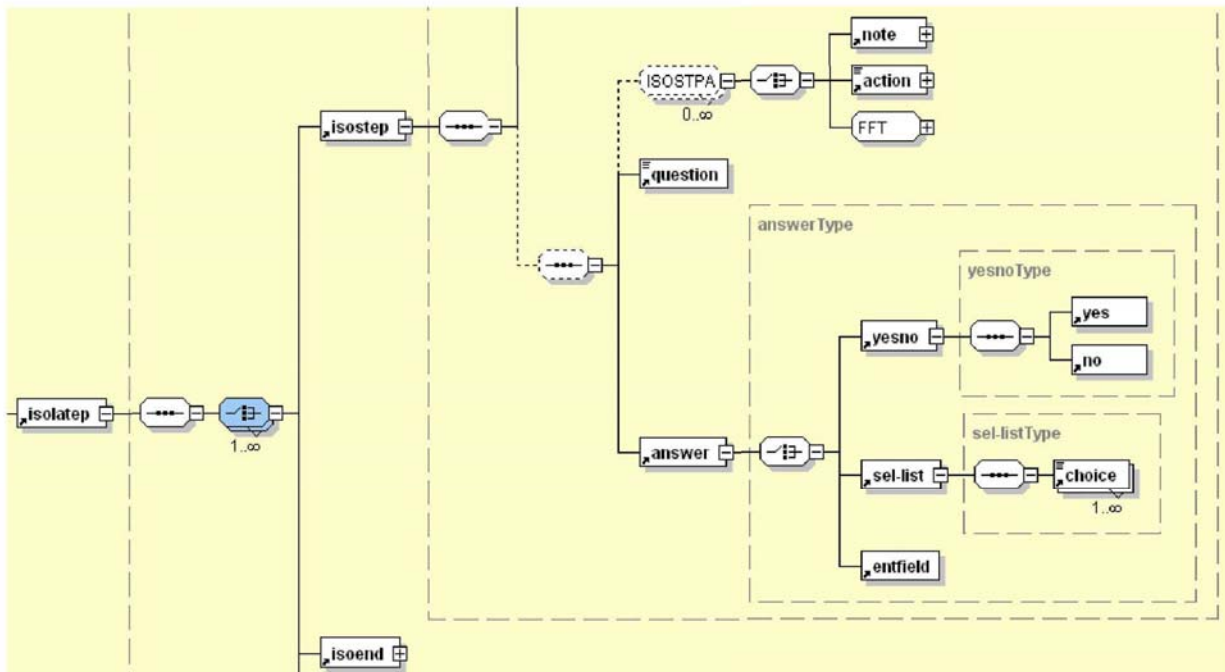 note
ISOSTPA
action
0..∞
FFT
isostep
question
answerType
yesnoType
yes
yesno
no
isolatep
1..∞
sel-listType
answer
sel-list
choice
1..∞
entfield
isoend